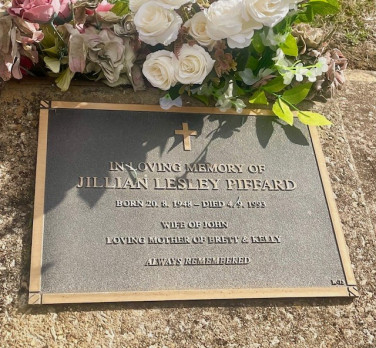 IN LOVING MEMORY OF
JILLIAN LESLEY PIFFARD
BORN 20. 8. 1948 – DIED 4. 9. 1993
WIFE OF JOHN
LOVING MOTHER OF BRETT & KELLY
ALWAYS REMEMBERED